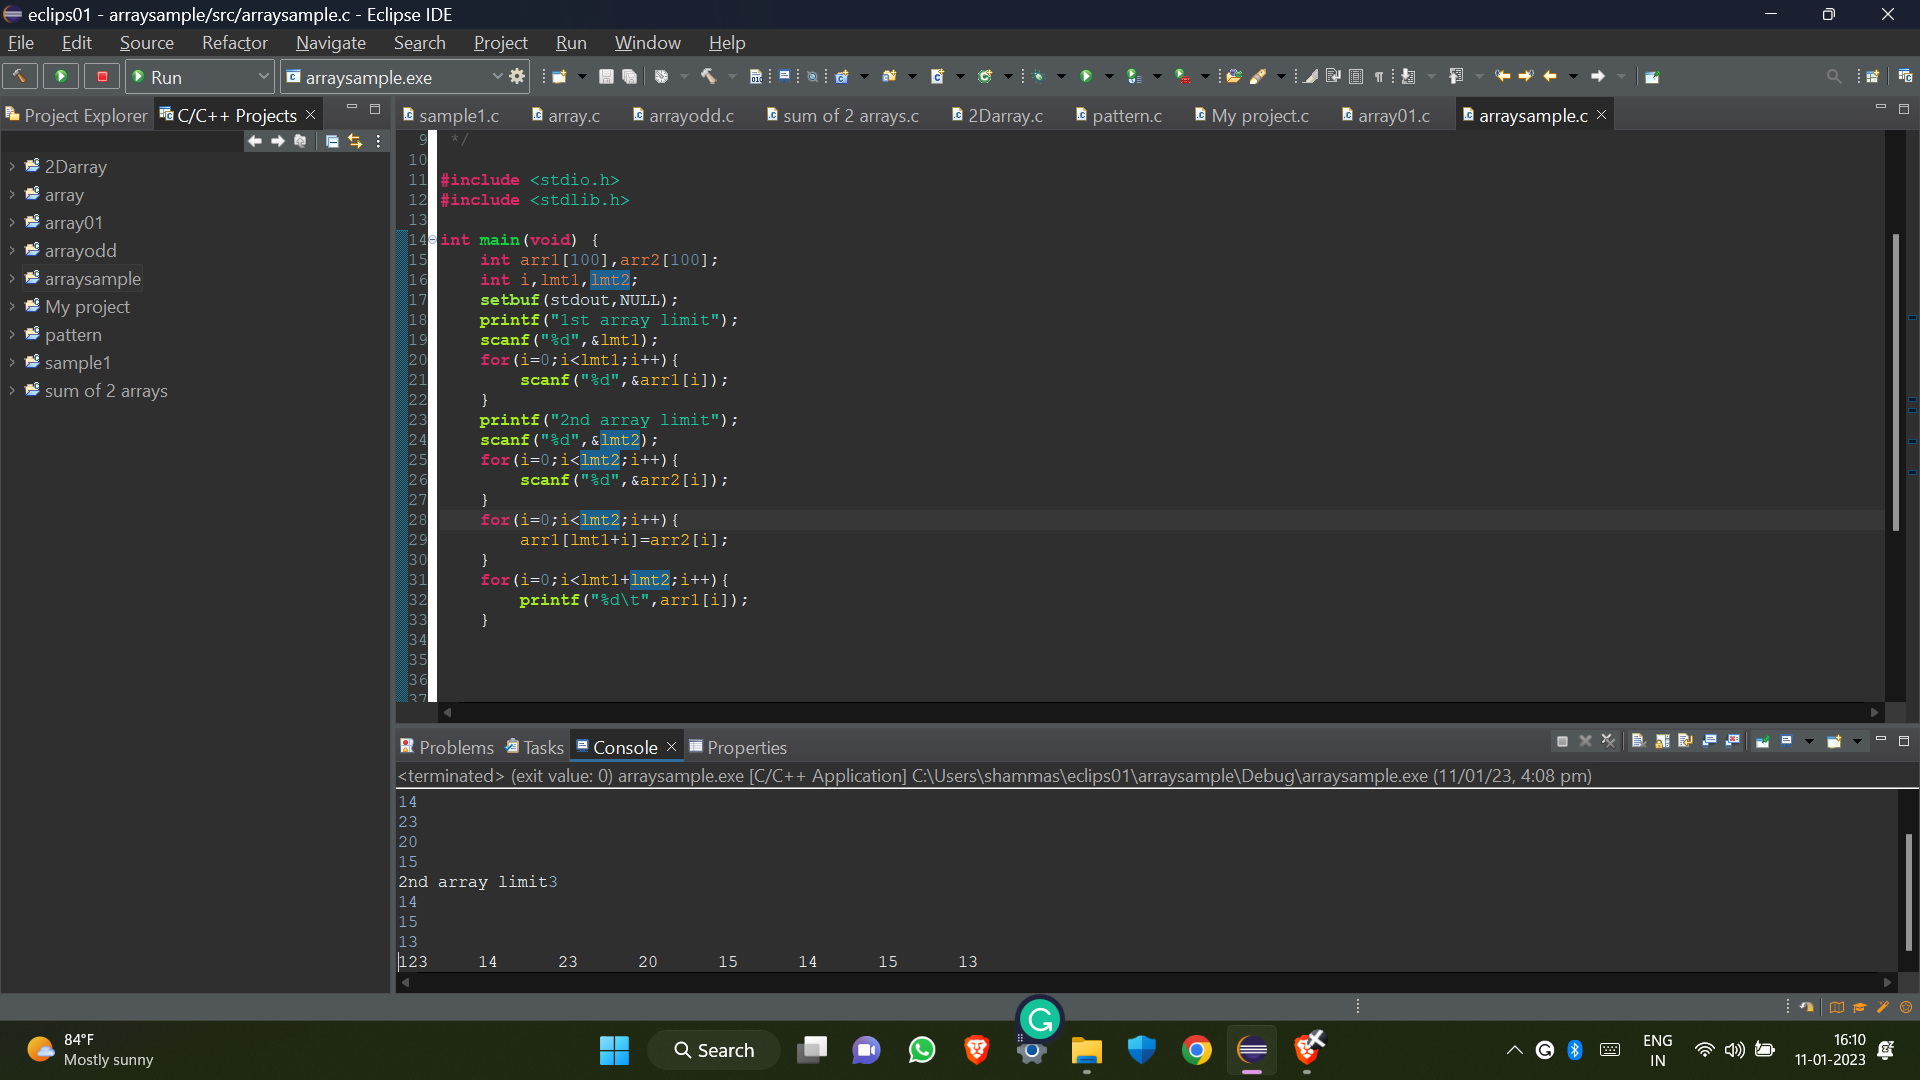 eclips01 - arraysample/src/arraysample.c - Eclipse IDE
File Edit Source Refactor Navigate Search Project Run Window Help
Run arraysample.exe
Project Explorer C/C++ Projects
sample1.c array.c arrayodd.c sum of 2 arrays.c 2Darray.c pattern.c My project.c array01.c arraysample.c
2Darray
array
array01
arrayodd
arraysample
My project
pattern
sample1
sum of 2 arrays
9 */
10
11 #include <stdio.h>
12 #include <stdlib.h>
13
14 int main(void) {
15 int arr1[100],arr2[100];
16 int i,lmt1,lmt2;
17 setbuf(stdout,NULL);
18 printf("1st array limit");
19 scanf("%d",&lmt1);
20 for(i=0;i<lmt1;i++){
21 scanf("%d",&arr1[i]);
22 }
23 printf("2nd array limit");
24 scanf("%d",&lmt2);
25 for(i=0;i<lmt2;i++){
26 scanf("%d",&arr2[i]);
27 }
28 for(i=0;i<lmt2;i++){
29 arr1[lmt1+i]=arr2[i];
30 }
31 for(i=0;i<lmt1+lmt2;i++){
32 printf("%d\t",arr1[i]);
33 }
34
35
36
37
Problems Tasks Console Properties
<terminated> (exit value: 0) arraysample.exe [C/C++ Application] C:\Users\shammas\eclips01\arraysample\Debug\arraysample.exe (11/01/23, 4:08 pm)
14
23
20
15
2nd array limit3
14
15
13
123 14 23 20 15 14 15 13
84°F
Mostly sunny
Search
ENG
IN
16:10
11-01-2023